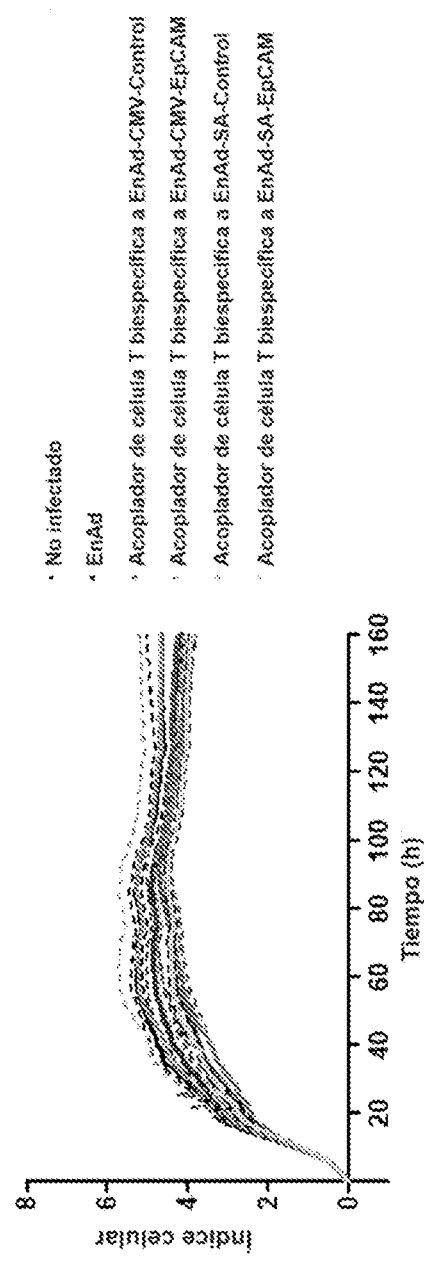 No infectado
EnAd
Acoplador de célula T biespecífica a EnAd-CMV-Control
Acoplador de célula T biespecífica a EnAd-CMV-EpCAM
Acoplador de célula T biespecífica a EnAd-SA-Control
Acoplador de célula T biespecífica a EnAd-SA-EpCAM
Índice celular
8
6
4
2
0
20
40
60
80
100
120
140
160
Tiempo (h)